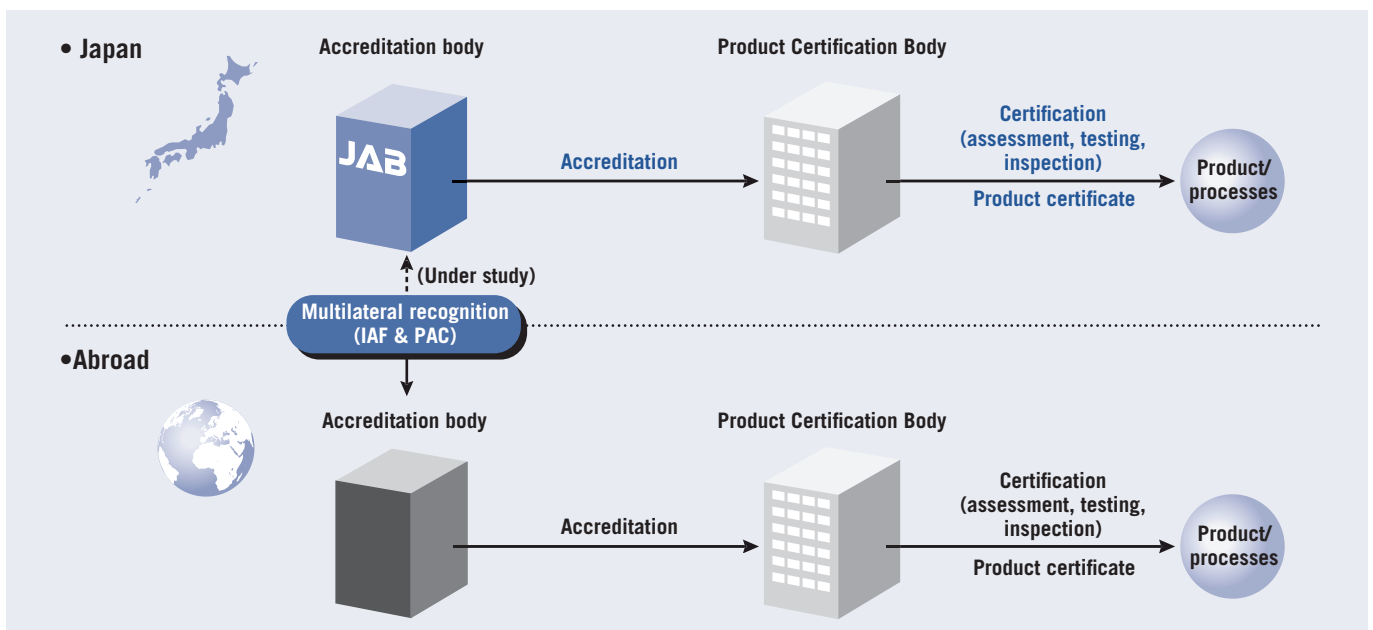 • Japan
Accreditation body
Product Certification Body
JAB
Accreditation
Certification
(assessment, testing,
inspection)
Product certificate
Product/
processes
(Under study)
Multilateral recognition
(IAF & PAC)
•Abroad
Accreditation body
Product Certification Body
Accreditation
Certification
(assessment, testing,
inspection)
Product certificate
Product/
processes